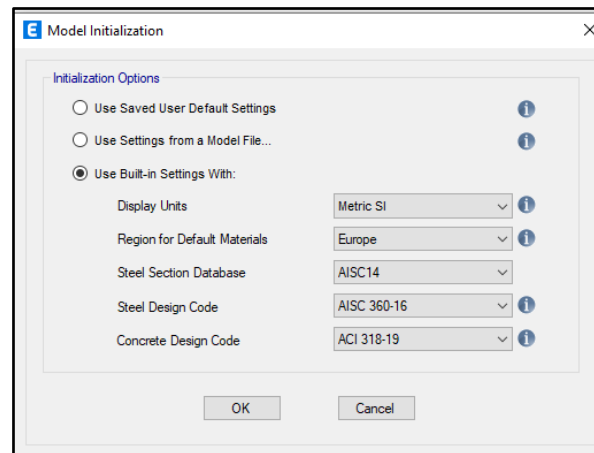 E Model Initialization
Initialization Options
Use Saved User Default Settings
Use Settings from a Model File...
Use Built-in Settings With:
Display Units Metric SI
Region for Default Materials Europe
Steel Section Database AISC14
Steel Design Code AISC 360-16
Concrete Design Code ACI 318-19
OK Cancel